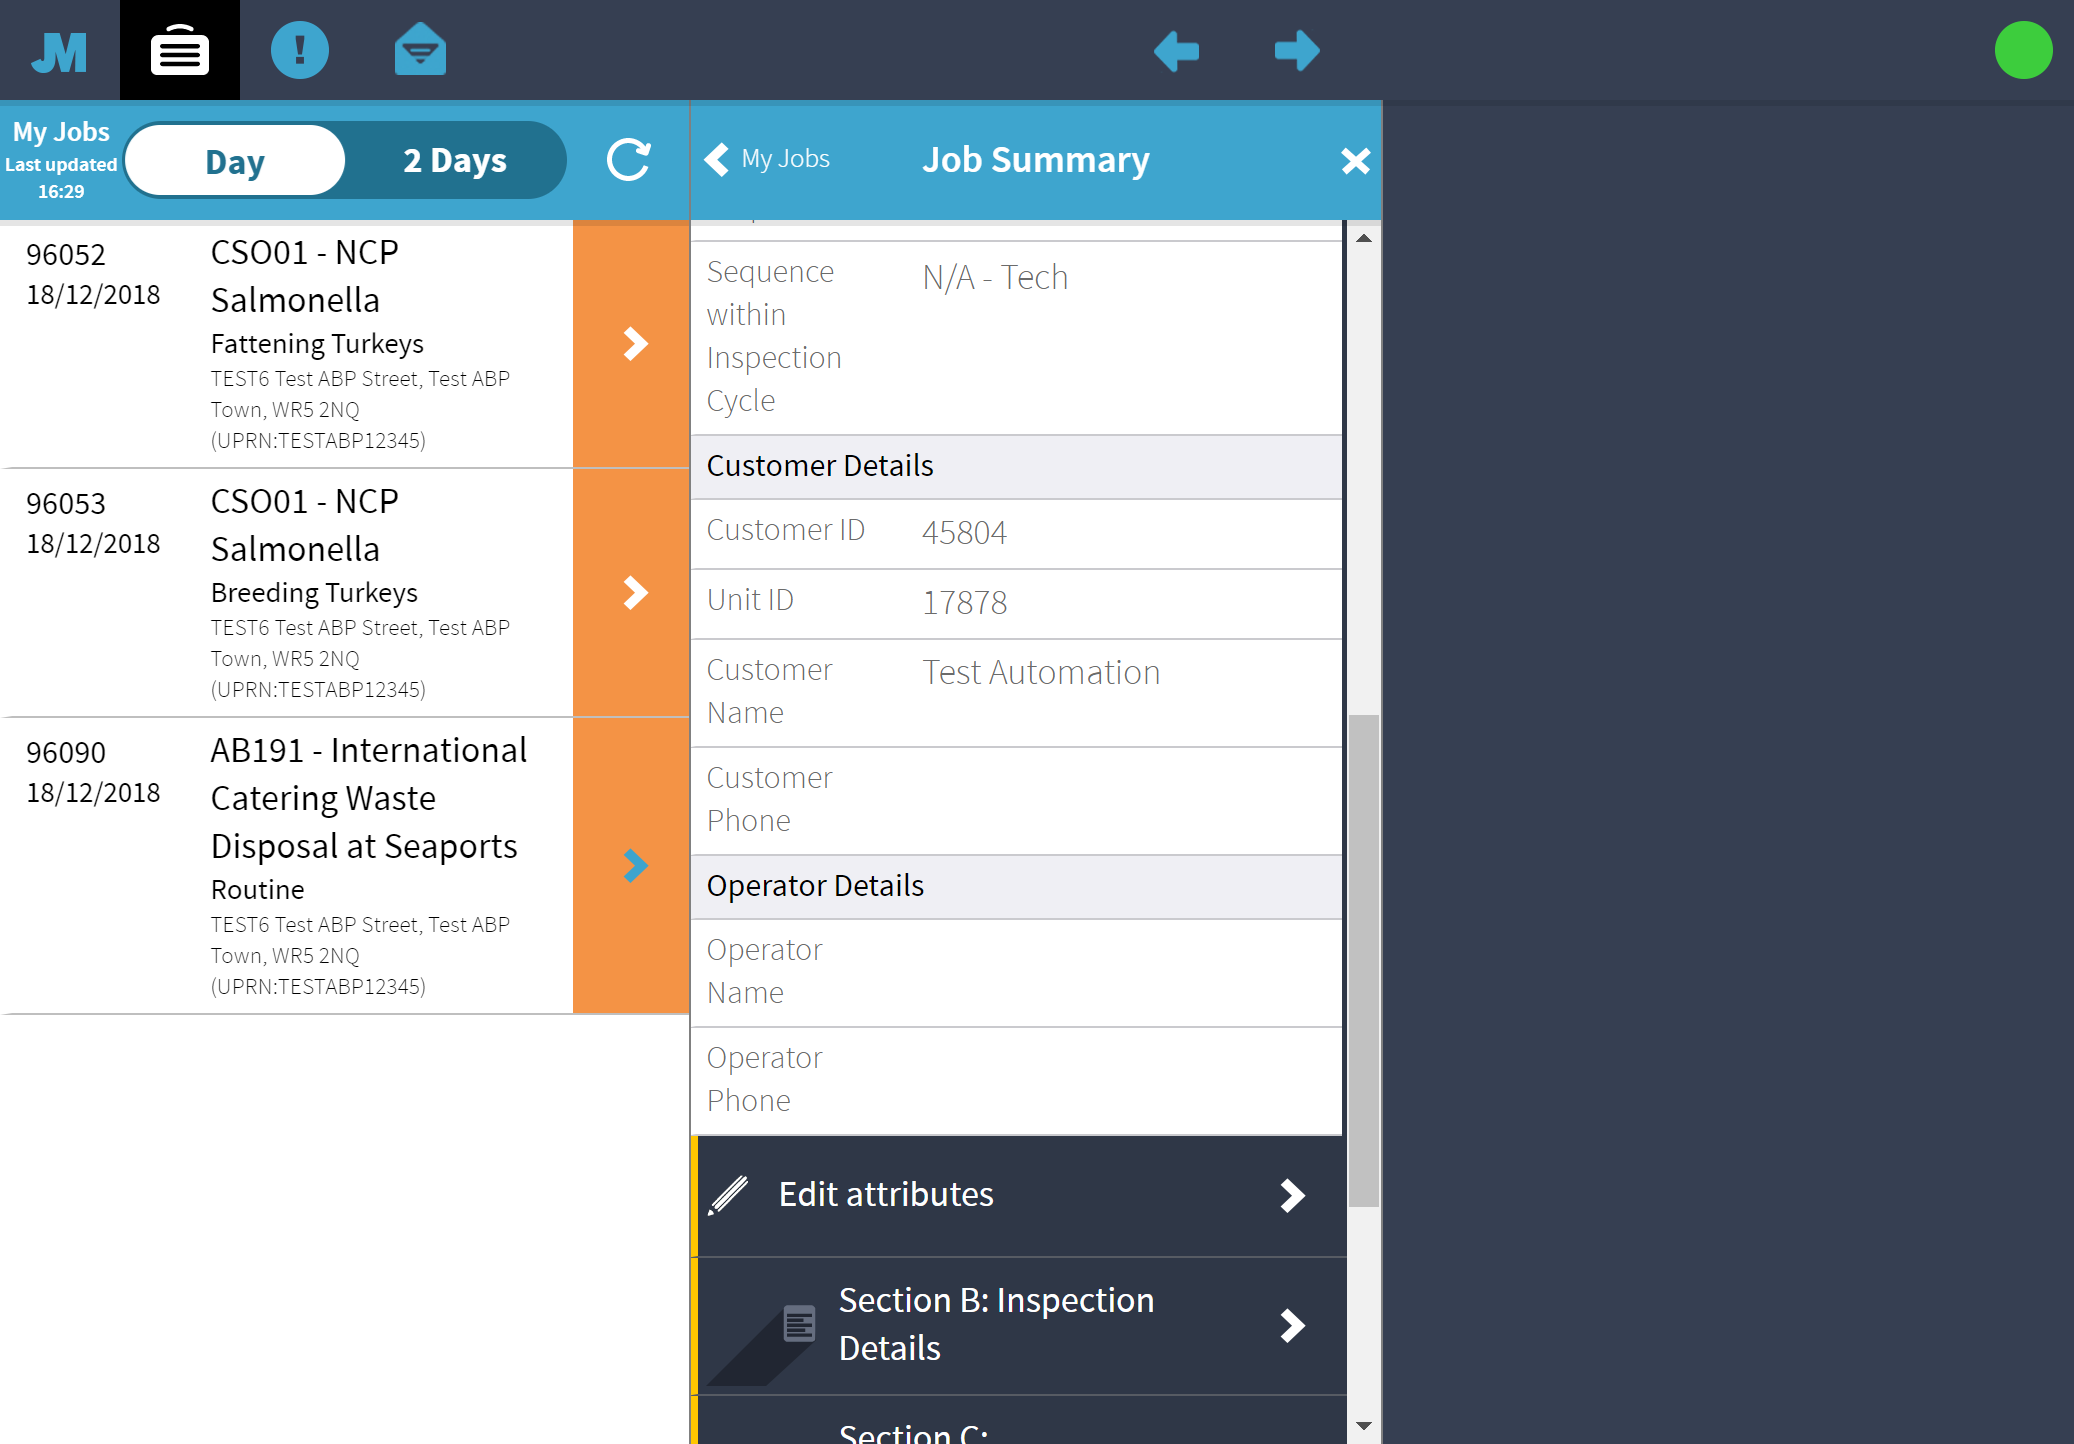 JM
My Jobs
Last updated
16:29
Day
2 Days
My Jobs
Job Summary
96052
18/12/2018
CSO01 - NCP
Salmonella
Fattening Turkeys
TEST6 Test ABP Street, Test ABP
Town, WR5 2NQ
(UPRN:TESTABP12345)
96053
18/12/2018
CSO01 - NCP
Salmonella
Breeding Turkeys
TEST6 Test ABP Street, Test ABP
Town, WR5 2NQ
(UPRN:TESTABP12345)
96090
18/12/2018
AB191 - International
Catering Waste
Disposal at Seaports
Routine
TEST6 Test ABP Street, Test ABP
Town, WR5 2NQ
(UPRN:TESTABP12345)
Sequence
within
Inspection
Cycle
N/A - Tech
Customer Details
Customer ID
45804
Unit ID
17878
Customer
Name
Test Automation
Customer
Phone
Operator Details
Operator
Name
Operator
Phone
Edit attributes
Section B: Inspection
Details
Section C: